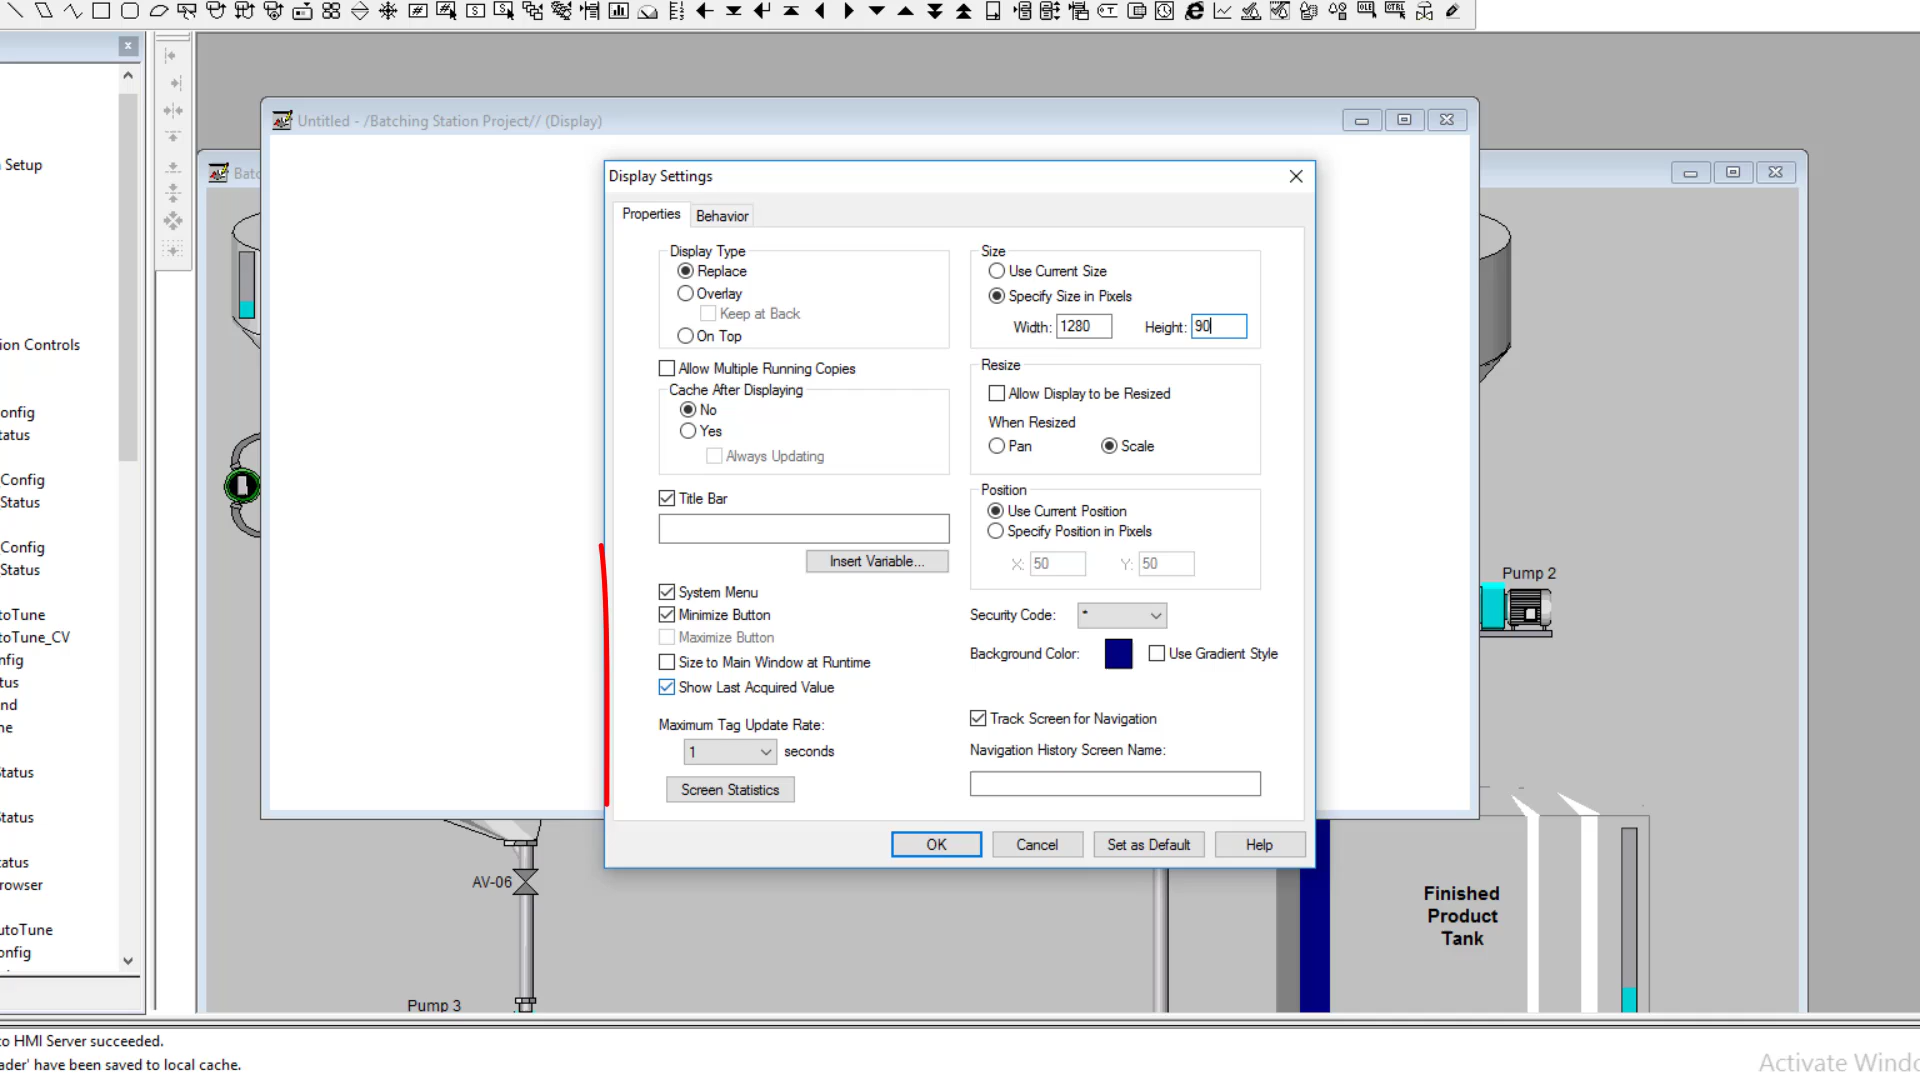 Untitled - /Batching Station Project// (Display)
Setup
Display Settings
Properties
Behavior
Display Type
Replace
Overlay
Keep at Back
On Top
Allow Multiple Running Copies
Cache After Displaying
No
Yes
Always Updating
Title Bar
Insert Variable...
System Menu
Minimize Button
Maximize Button
Size to Main Window at Runtime
Show Last Acquired Value
Maximum Tag Update Rate:
1 seconds
Screen Statistics
Size
Use Current Size
Specify Size in Pixels
Width: 1280 Height: 90
Resize
Allow Display to be Resized
When Resized
Pan Scale
Position
Use Current Position
Specify Position in Pixels
X: 50 Y: 50
Security Code: *
Background Color: Use Gradient Style
Track Screen for Navigation
Navigation History Screen Name:
OK Cancel Set as Default Help
ion Controls
onfig
tatus
Config
Status
Config
Status
toTune
toTune_CV
nfig
tus
nd
ne
Status
Status
tatus
rowser
utoTune
onfig
Batc
Pump 2
AV-06
Pump 3
Finished
Product
Tank
OLE
CTRL
to HMI Server succeeded.
ader' have been saved to local cache.
Activate Windo